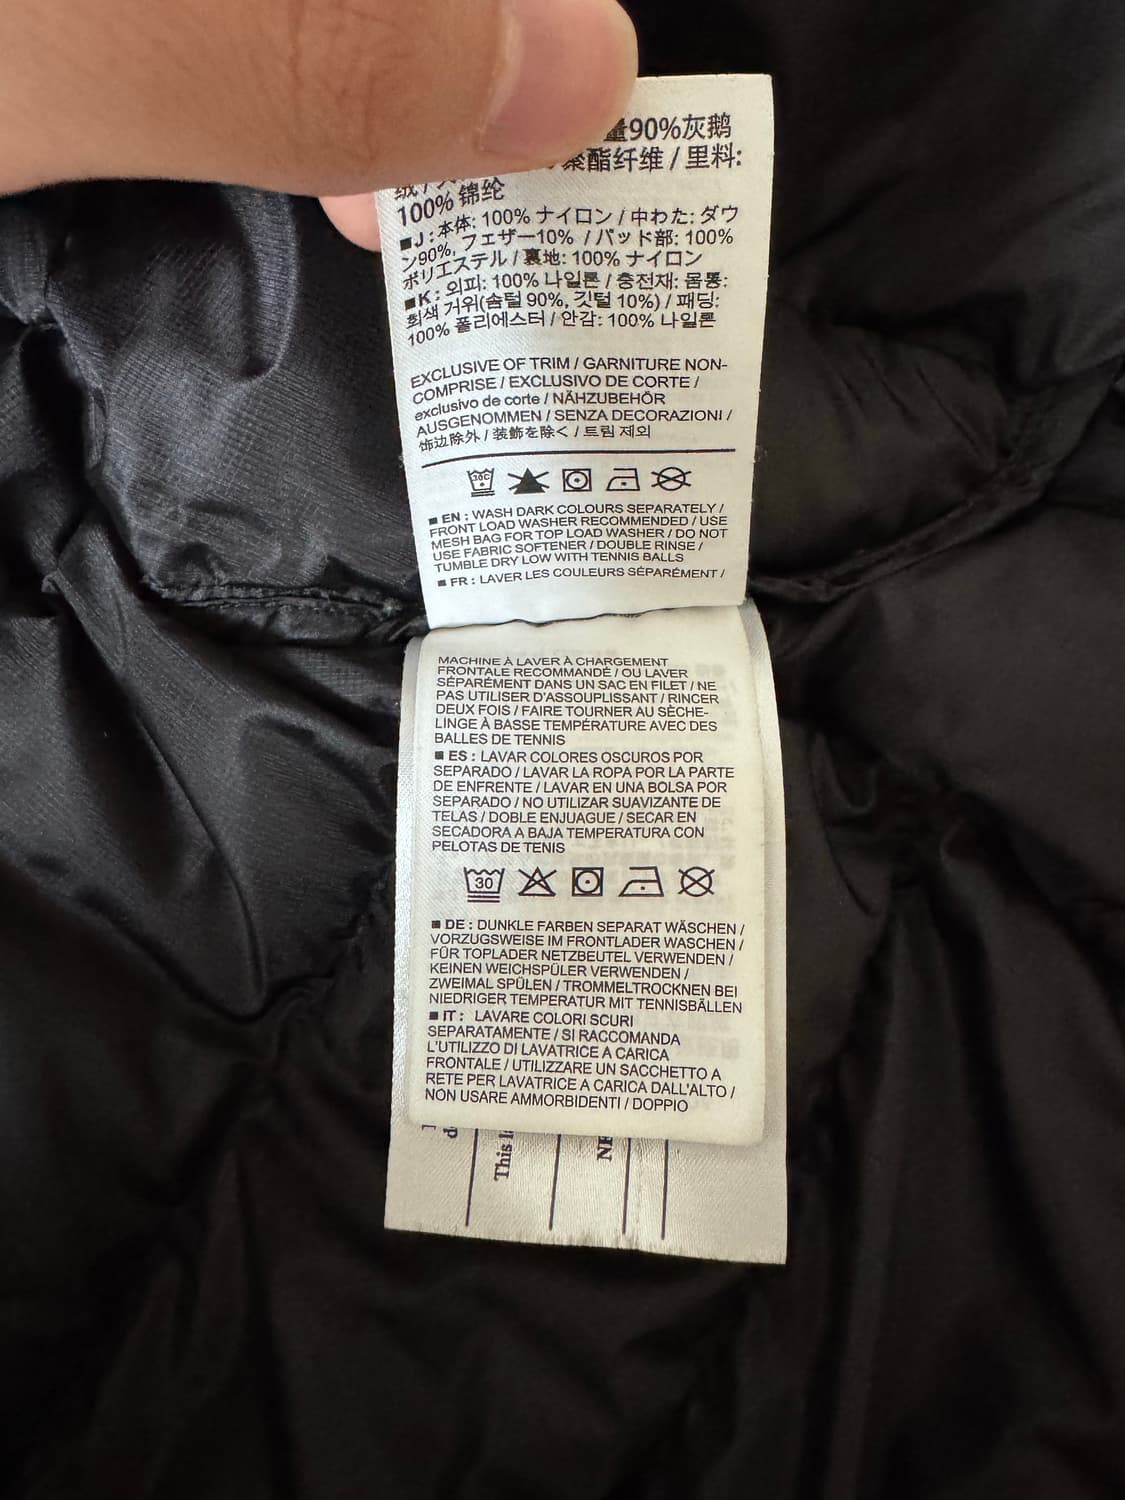 量90%灰鹅
聚酯纤维 / 里料:
100% 锦纶
■J : 本体: 100% ナイロン / 中わた: ダウ
ン90%, フェザー10% / パッド部: 100%
ポリエステル / 裏地: 100% ナイロン
■K : 외피: 100% 나일론 / 충전재: 몸통:
회색 거위(솜털 90%, 깃털 10%) / 패딩:
100% 폴리에스터 / 안감: 100% 나일론
EXCLUSIVE OF TRIM / GARNITURE NON-
COMPRISE / EXCLUSIVO DE CORTE /
exclusivo de corte / NÄHZUBEHÖR
AUSGENOMMEN / SENZA DECORAZIONI /
饰边除外 / 装飾を除く / 트림 제외
30C
■ EN : WASH DARK COLOURS SEPARATELY /
FRONT LOAD WASHER RECOMMENDED / USE
MESH BAG FOR TOP LOAD WASHER / DO NOT
USE FABRIC SOFTENER / DOUBLE RINSE /
TUMBLE DRY LOW WITH TENNIS BALLS
■ FR : LAVER LES COULEURS SÉPARÉMENT /
MACHINE À LAVER À CHARGEMENT
FRONTALE RECOMMANDÉ / OU LAVER
SÉPARÉMENT DANS UN SAC EN FILET / NE
PAS UTILISER D'ASSOUPLISSANT / RINCER
DEUX FOIS / FAIRE TOURNER AU SÈCHE-
LINGE À BASSE TEMPÉRATURE AVEC DES
BALLES DE TENNIS
■ ES : LAVAR COLORES OSCUROS POR
SEPARADO / LAVAR LA ROPA POR LA PARTE
DE ENFRENTE / LAVAR EN UNA BOLSA POR
SEPARADO / NO UTILIZAR SUAVIZANTE DE
TELAS / DOBLE ENJUAGUE / SECAR EN
SECADORA A BAJA TEMPERATURA CON
PELOTAS DE TENIS
30
■ DE : DUNKLE FARBEN SEPARAT WÄSCHEN /
VORZUGSWEISE IM FRONTLADER WASCHEN /
FÜR TOPLADER NETZBEUTEL VERWENDEN /
KEINEN WEICHSPÜLER VERWENDEN /
ZWEIMAL SPÜLEN / TROMMELTROCKNEN BEI
NIEDRIGER TEMPERATUR MIT TENNISBÄLLEN
■ IT : LAVARE COLORI SCURI
SEPARATAMENTE / SI RACCOMANDA
L'UTILIZZO DI LAVATRICE A CARICA
FRONTALE / UTILIZZARE UN SACCHETTO A
RETE PER LAVATRICE A CARICA DALL'ALTO /
NON USARE AMMORBIDENTI / DOPPIO
This